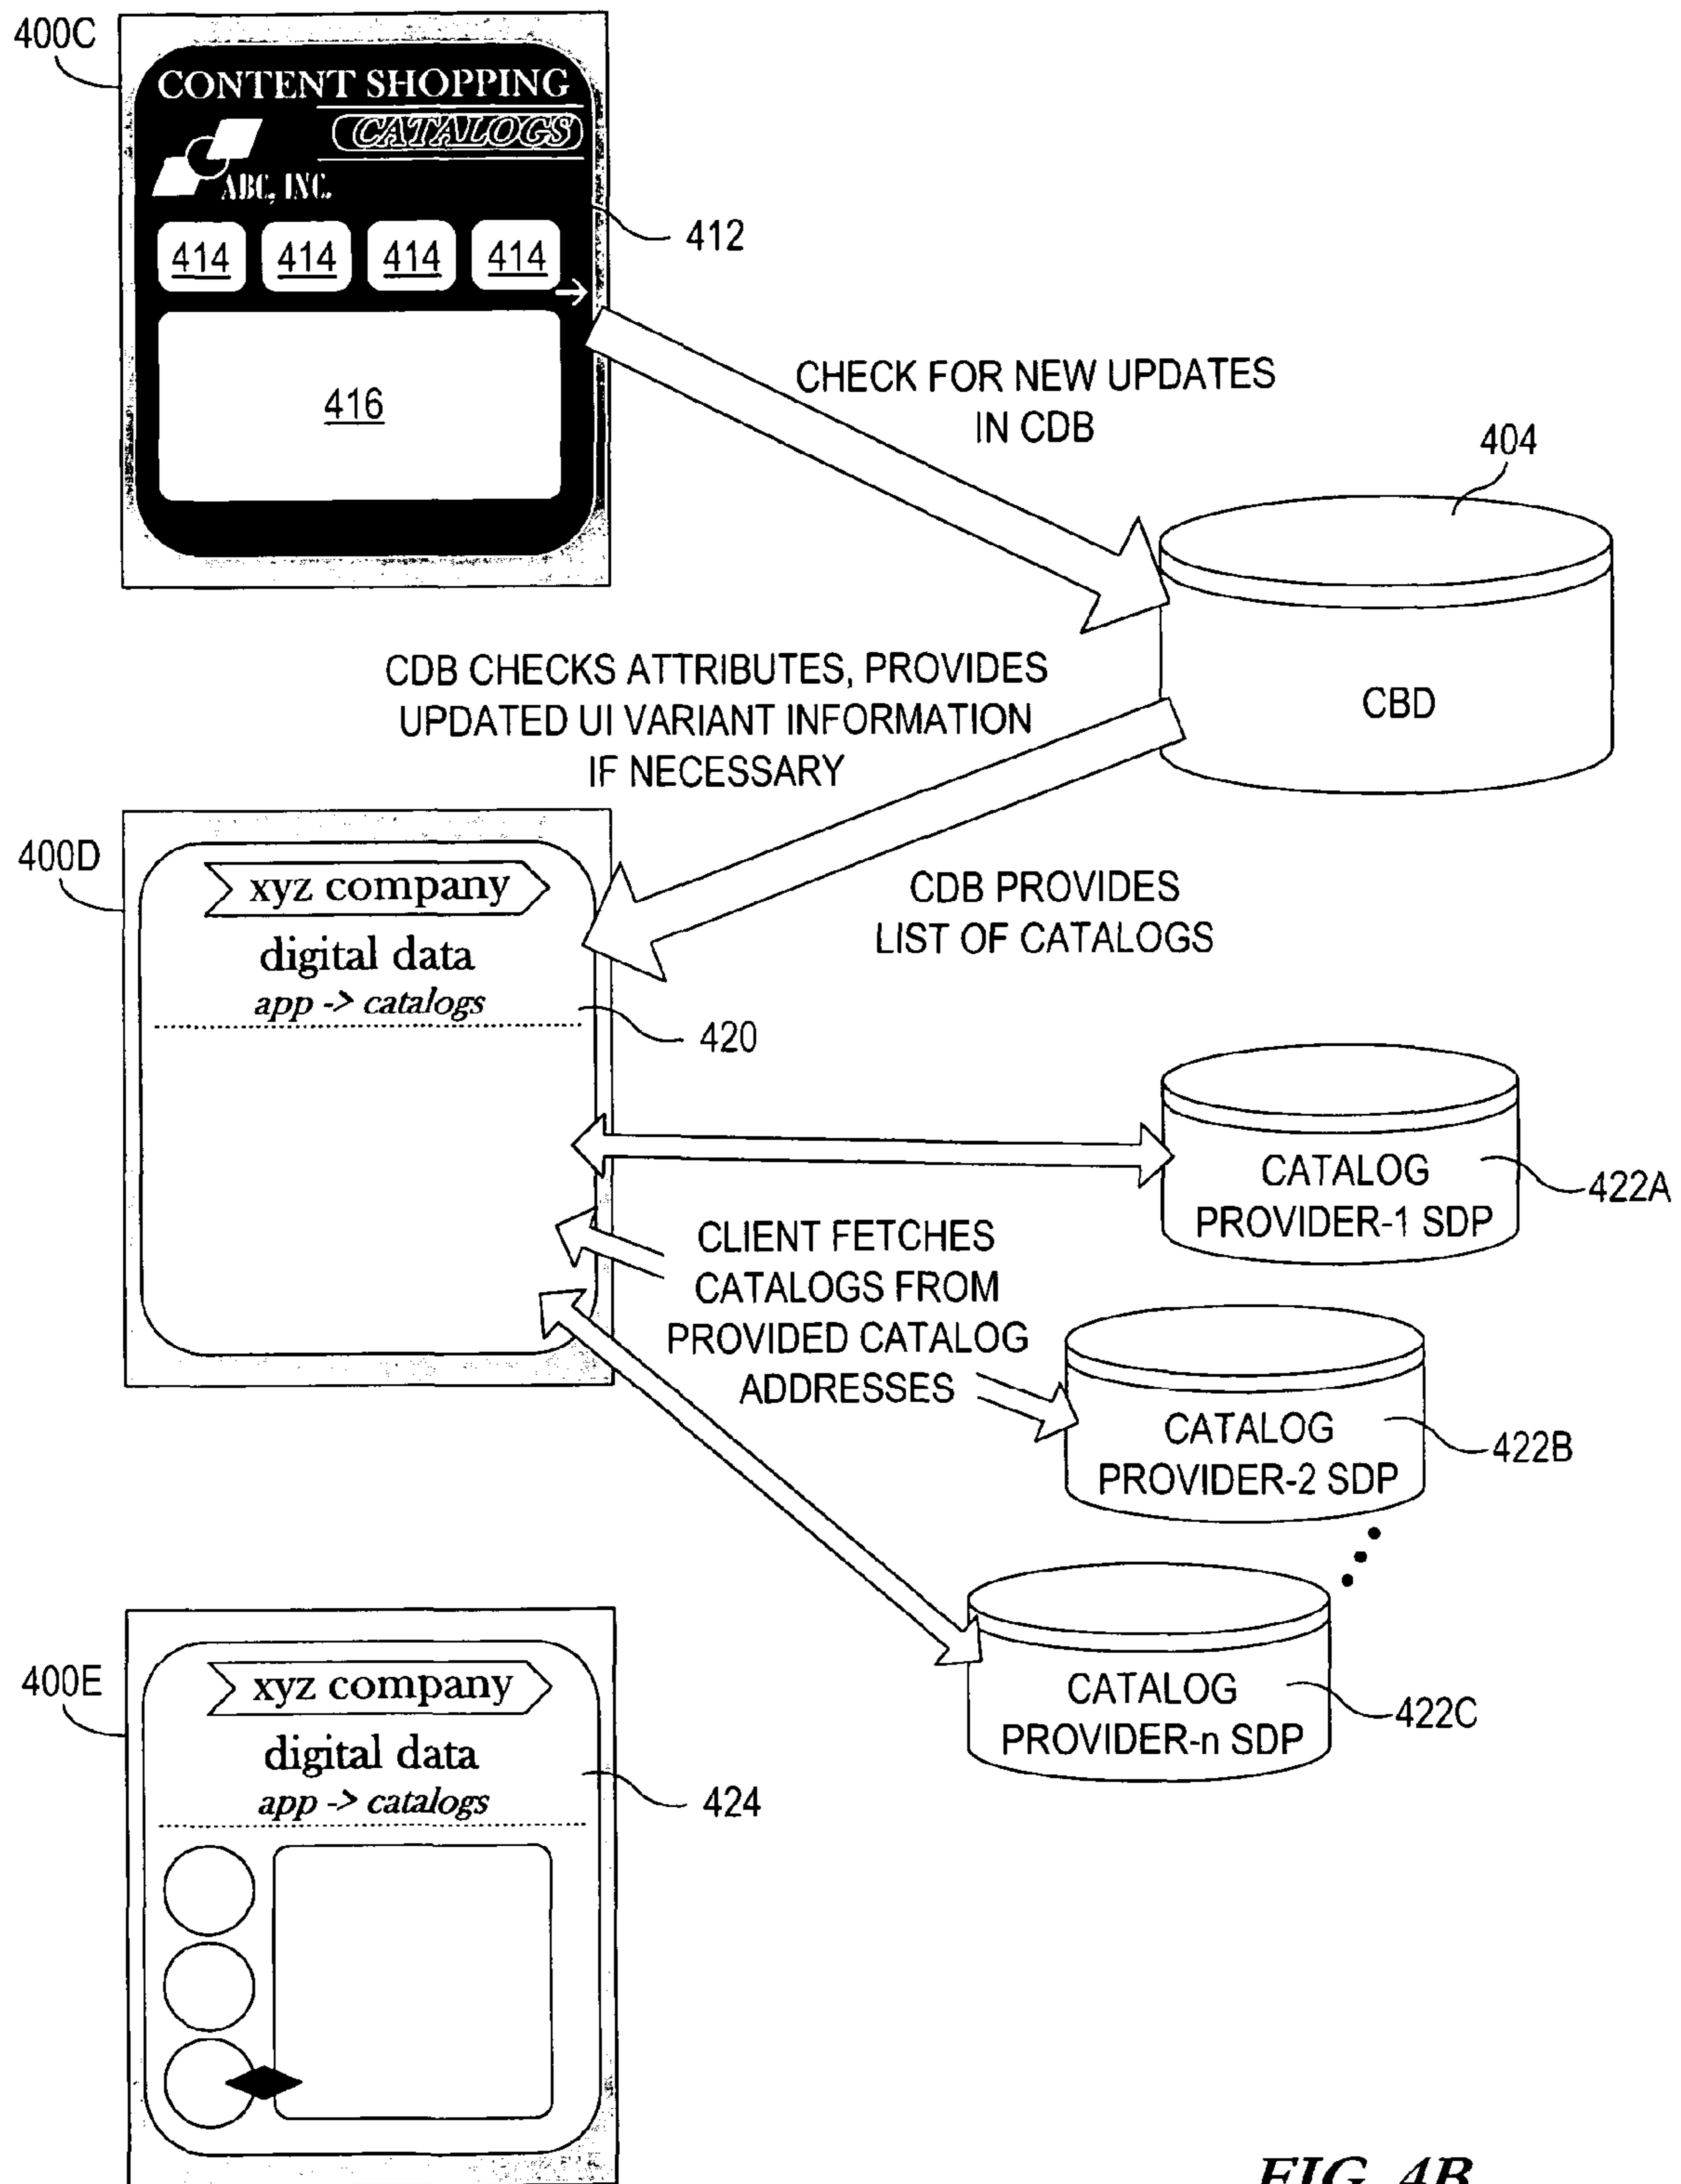 400C
CONTENT SHOPPING
CATALOGS
ABC, INC.
414 414 414 414
412
416
CHECK FOR NEW UPDATES
IN CDB
404
CBD
CDB CHECKS ATTRIBUTES, PROVIDES
UPDATED UI VARIANT INFORMATION
IF NECESSARY
400D
xyz company
digital data
app -> catalogs
420
CDB PROVIDES
LIST OF CATALOGS
CATALOG
PROVIDER-1 SDP
422A
CLIENT FETCHES
CATALOGS FROM
PROVIDED CATALOG
ADDRESSES
CATALOG
PROVIDER-2 SDP
422B
CATALOG
PROVIDER-n SDP
422C
400E
xyz company
digital data
app -> catalogs
424
FIG. 4B